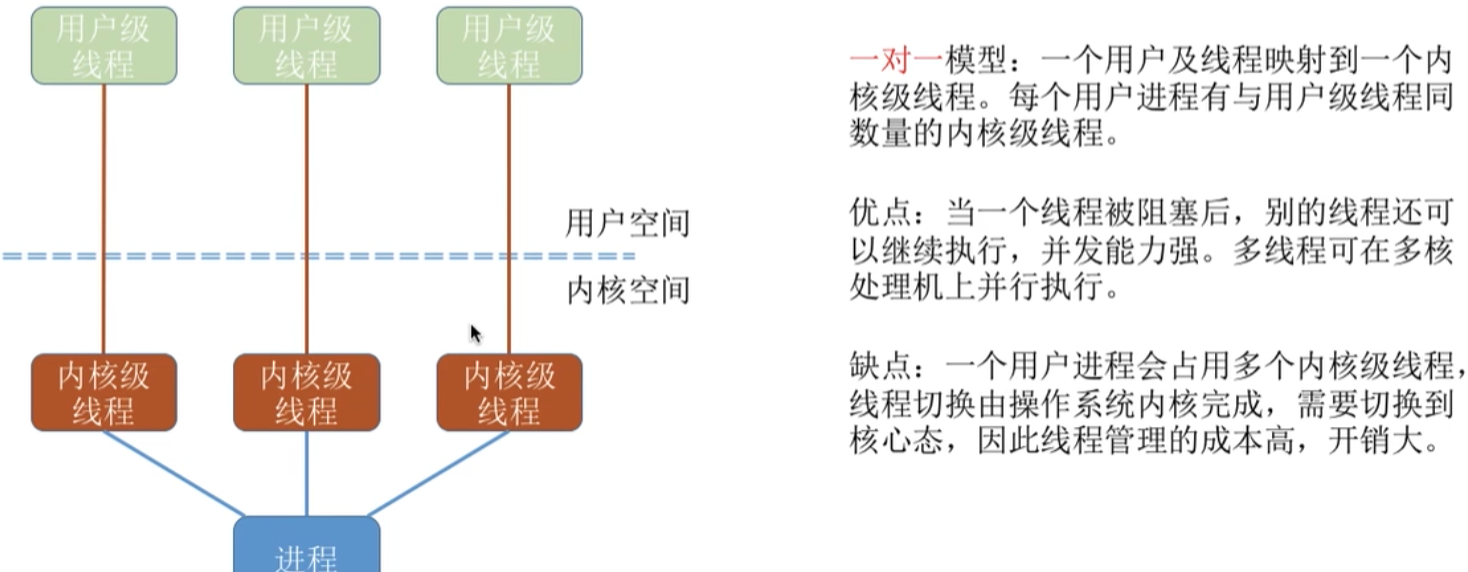 用户级
线程
用户级
线程
用户级
线程
用户空间
内核空间
内核级
线程
内核级
线程
内核级
线程
进程
一对一模型：一个用户及线程映射到一个内
核级线程。每个用户进程有与用户级线程同
数量的内核级线程。
优点：当一个线程被阻塞后，别的线程还可
以继续执行，并发能力强。多线程可在多核
处理机上并行执行。
缺点：一个用户进程会占用多个内核级线程，
线程切换由操作系统内核完成，需要切换到
核心态，因此线程管理的成本高，开销大。